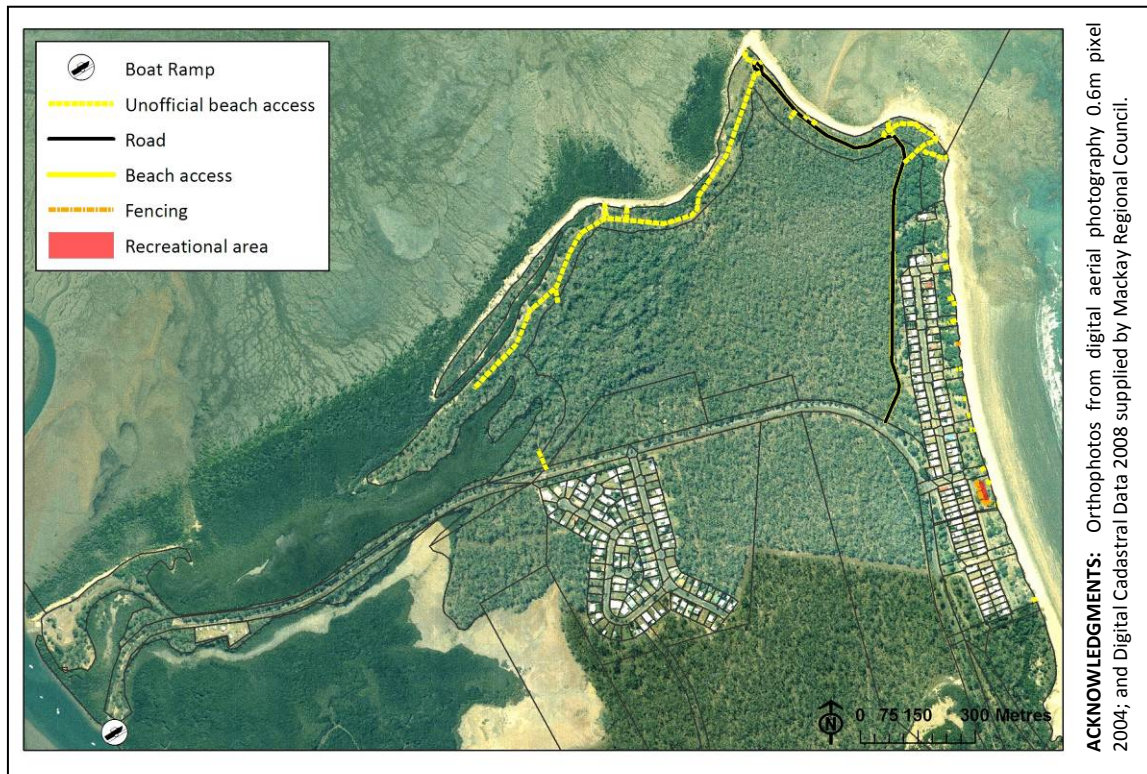 Boat Ramp
Unofficial beach access
Road
Beach access
Fencing
Recreational area
N
0 75 150 300 Metres
ACKNOWLEDGMENTS: Orthophotos from digital aerial photography 0.6m pixel
2004; and Digital Cadastral Data 2008 supplied by Mackay Regional Council.